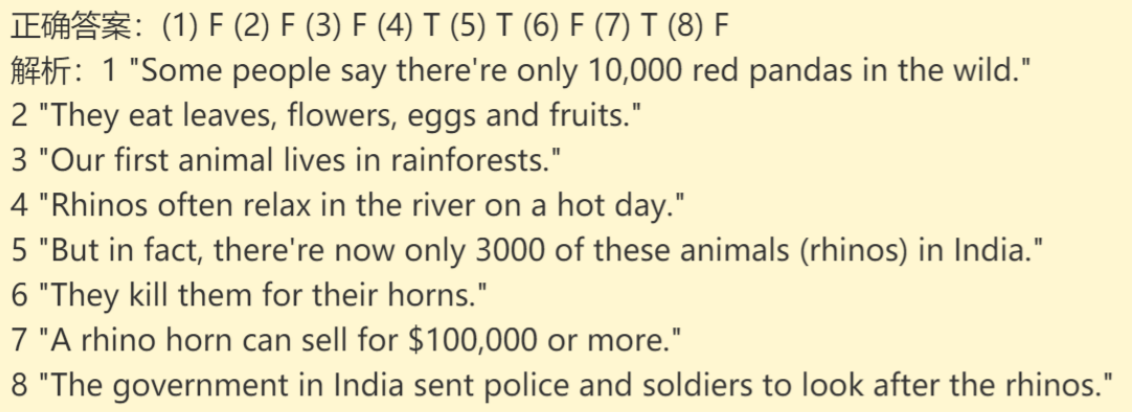 正确答案：(1) F (2) F (3) F (4) T (5) T (6) F (7) T (8) F
解析：1 "Some people say there're only 10,000 red pandas in the wild."
2 "They eat leaves, flowers, eggs and fruits."
3 "Our first animal lives in rainforests."
4 "Rhinos often relax in the river on a hot day."
5 "But in fact, there're now only 3000 of these animals (rhinos) in India."
6 "They kill them for their horns."
7 "A rhino horn can sell for $100,000 or more."
8 "The government in India sent police and soldiers to look after the rhinos."